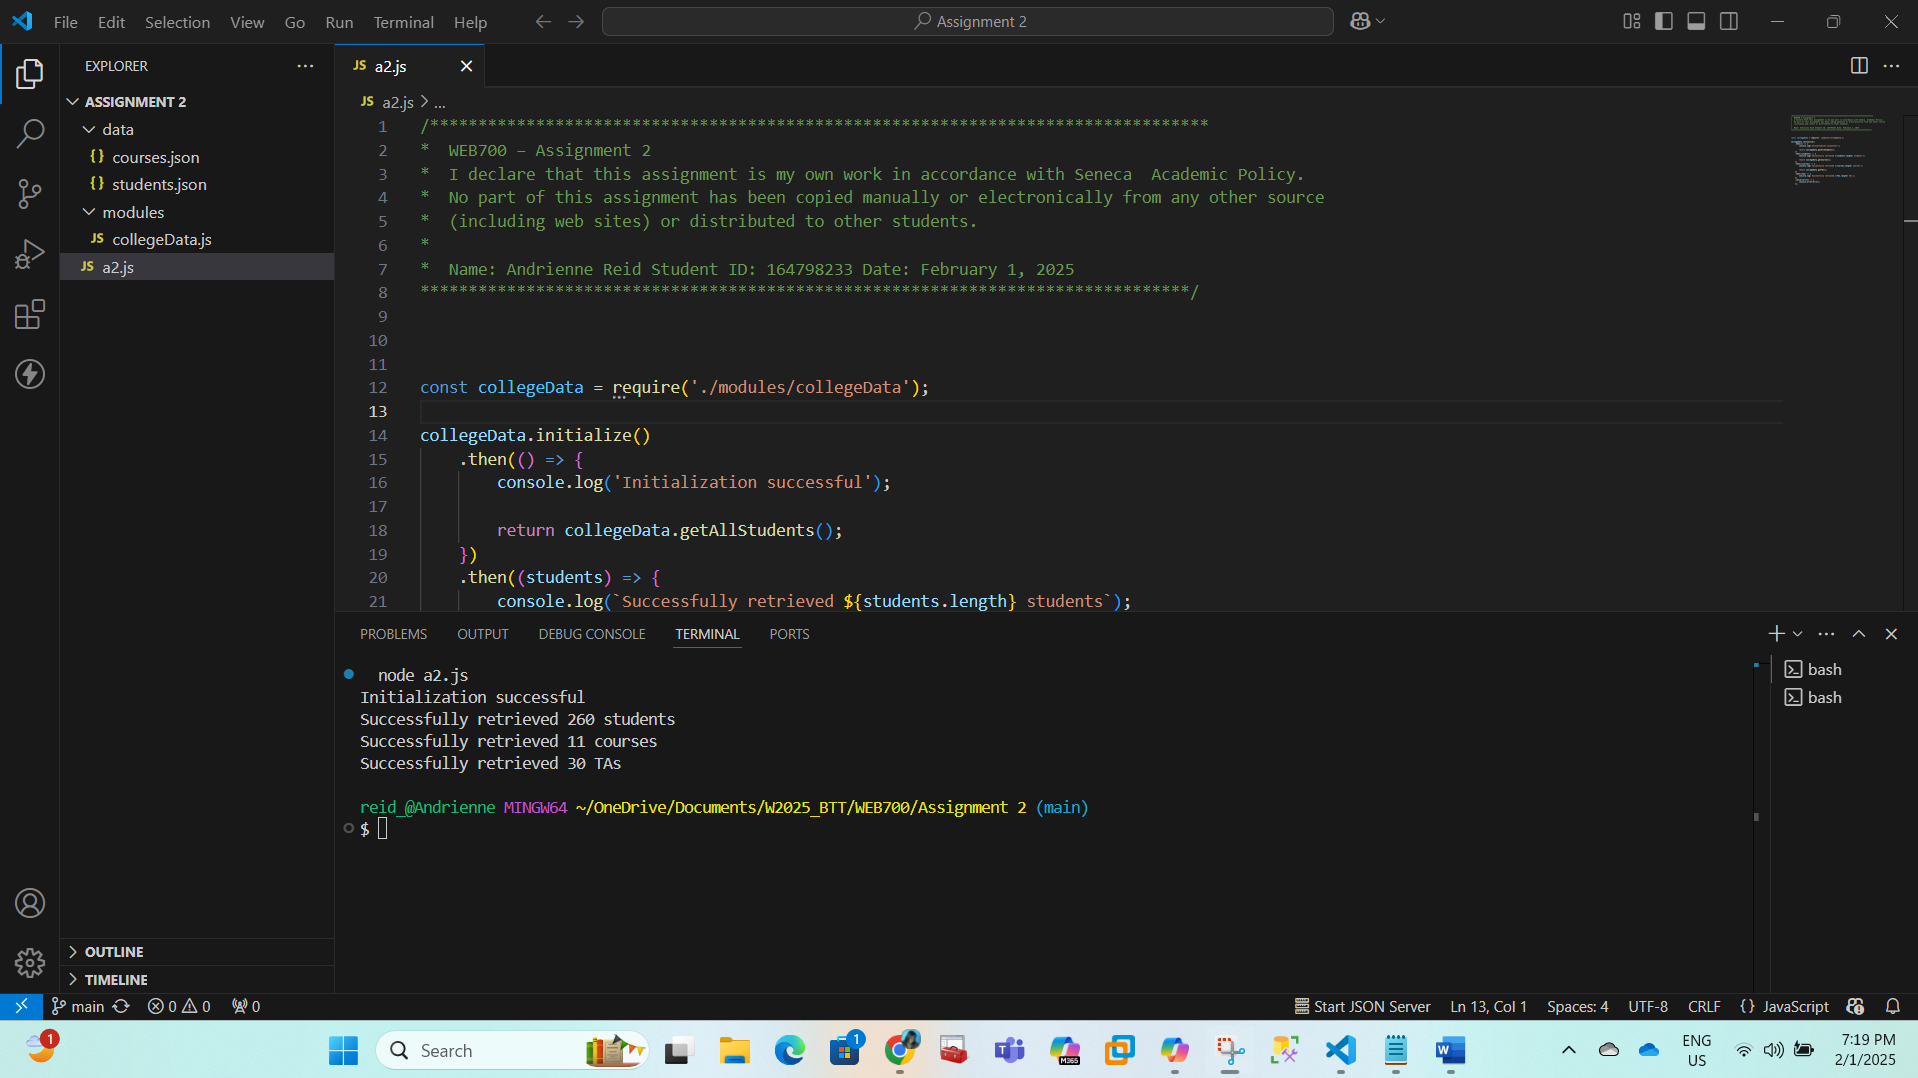 File Edit Selection View Go Run Terminal Help
Assignment 2
EXPLORER
ASSIGNMENT 2
data
{} courses.json
{} students.json
modules
JS collegeData.js
JS a2.js
OUTLINE
TIMELINE
JS a2.js
JS a2.js > ...
1 /*********************************************************************************
2 *  WEB700 – Assignment 2
3 *  I declare that this assignment is my own work in accordance with Seneca  Academic Policy.
4 *  No part of this assignment has been copied manually or electronically from any other source
5 *  (including web sites) or distributed to other students.
6 *
7 *  Name: Andrienne Reid Student ID: 164798233 Date: February 1, 2025
8 ********************************************************************************/
9
10
11
12 const collegeData = require('./modules/collegeData');
13
14 collegeData.initialize()
15     .then(() => {
16         console.log('Initialization successful');
17
18         return collegeData.getAllStudents();
19     })
20     .then((students) => {
21         console.log(`Successfully retrieved ${students.length} students`);
PROBLEMS OUTPUT DEBUG CONSOLE TERMINAL PORTS
node a2.js
Initialization successful
Successfully retrieved 260 students
Successfully retrieved 11 courses
Successfully retrieved 30 TAs
reid_@Andrienne MINGW64 ~/OneDrive/Documents/W2025_BTT/WEB700/Assignment 2 (main)
$
bash
bash
main 0 0 0 Start JSON Server Ln 13, Col 1 Spaces: 4 UTF-8 CRLF {} JavaScript
1
Search
1
M365
ENG
US
7:19 PM
2/1/2025